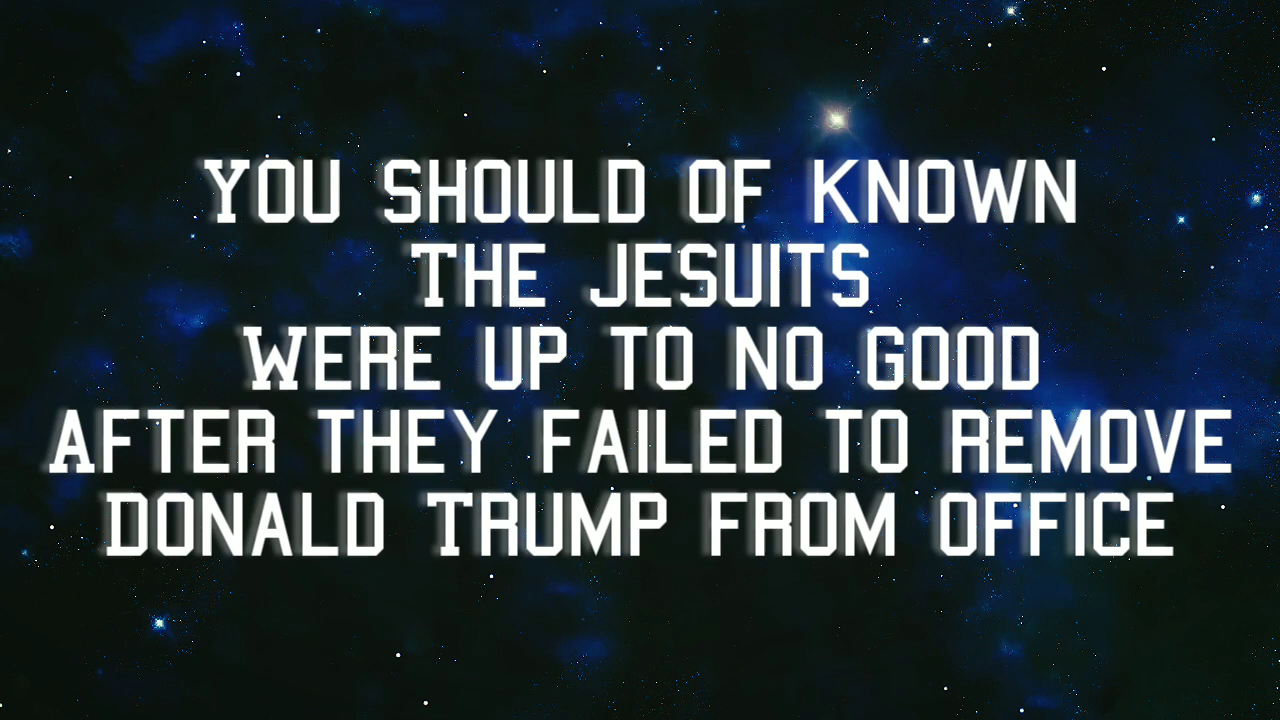 YOU SHOULD OF KNOWN
THE JESUITS
WERE UP TO NO GOOD
AFTER THEY FAILED TO REMOVE
DONALD TRUMP FROM OFFICE